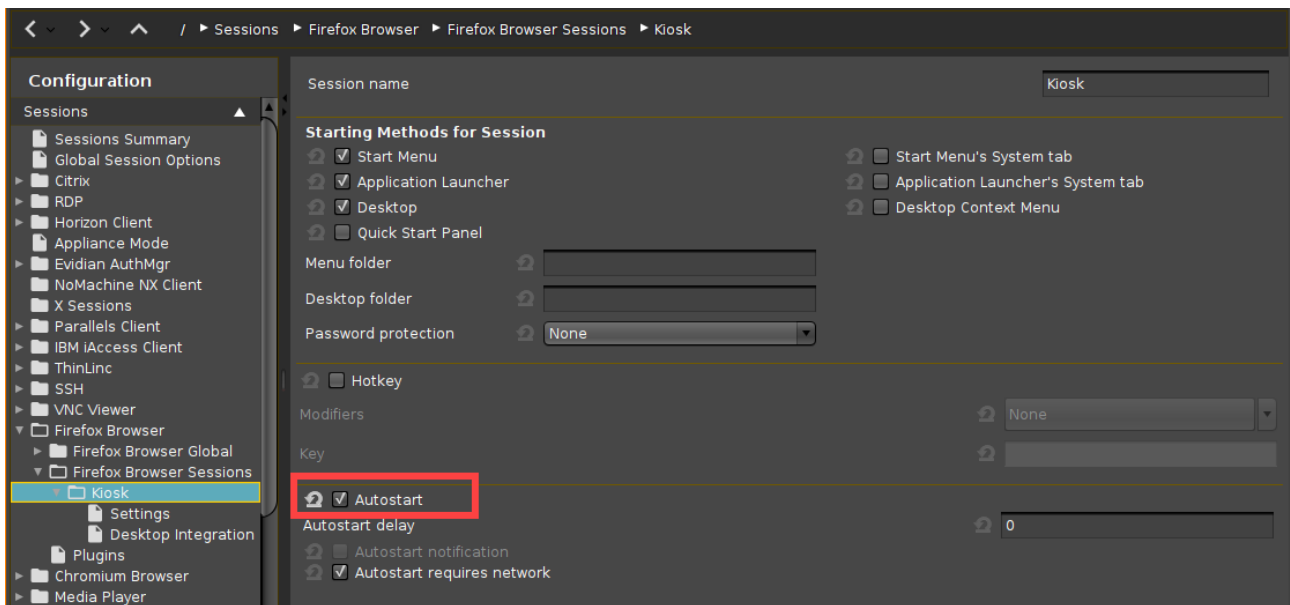 / Sessions Firefox Browser Firefox Browser Sessions Kiosk
Configuration
Sessions
Sessions Summary
Global Session Options
Citrix
RDP
Horizon Client
Appliance Mode
Evidian AuthMgr
NoMachine NX Client
X Sessions
Parallels Client
IBM iAccess Client
ThinLinc
SSH
VNC Viewer
Firefox Browser
Firefox Browser Global
Firefox Browser Sessions
Kiosk
Settings
Desktop Integration
Plugins
Chromium Browser
Media Player
Session name Kiosk
Starting Methods for Session
Start Menu Start Menu's System tab
Application Launcher Application Launcher's System tab
Desktop Desktop Context Menu
Quick Start Panel
Menu folder
Desktop folder
Password protection None
Hotkey
Modifiers None
Key
Autostart
Autostart delay 0
Autostart notification
Autostart requires network